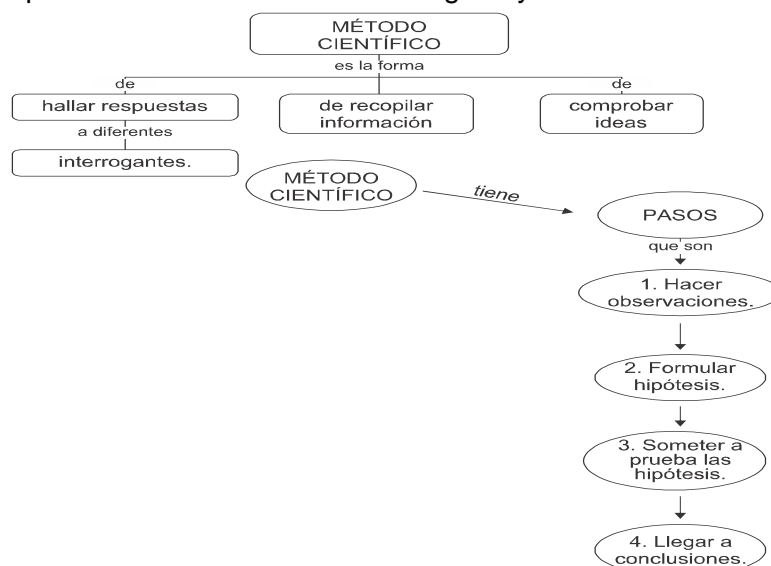 MÉTODO
CIENTÍFICO
es la forma
de
de
hallar respuestas
de recopilar
información
comprobar
ideas
a diferentes
interrogantes.
MÉTODO
CIENTÍFICO
tiene
PASOS
que son
1. Hacer
observaciones.
2. Formular
hipótesis.
3. Someter a
prueba las
hipótesis.
4. Llegar a
conclusiones.